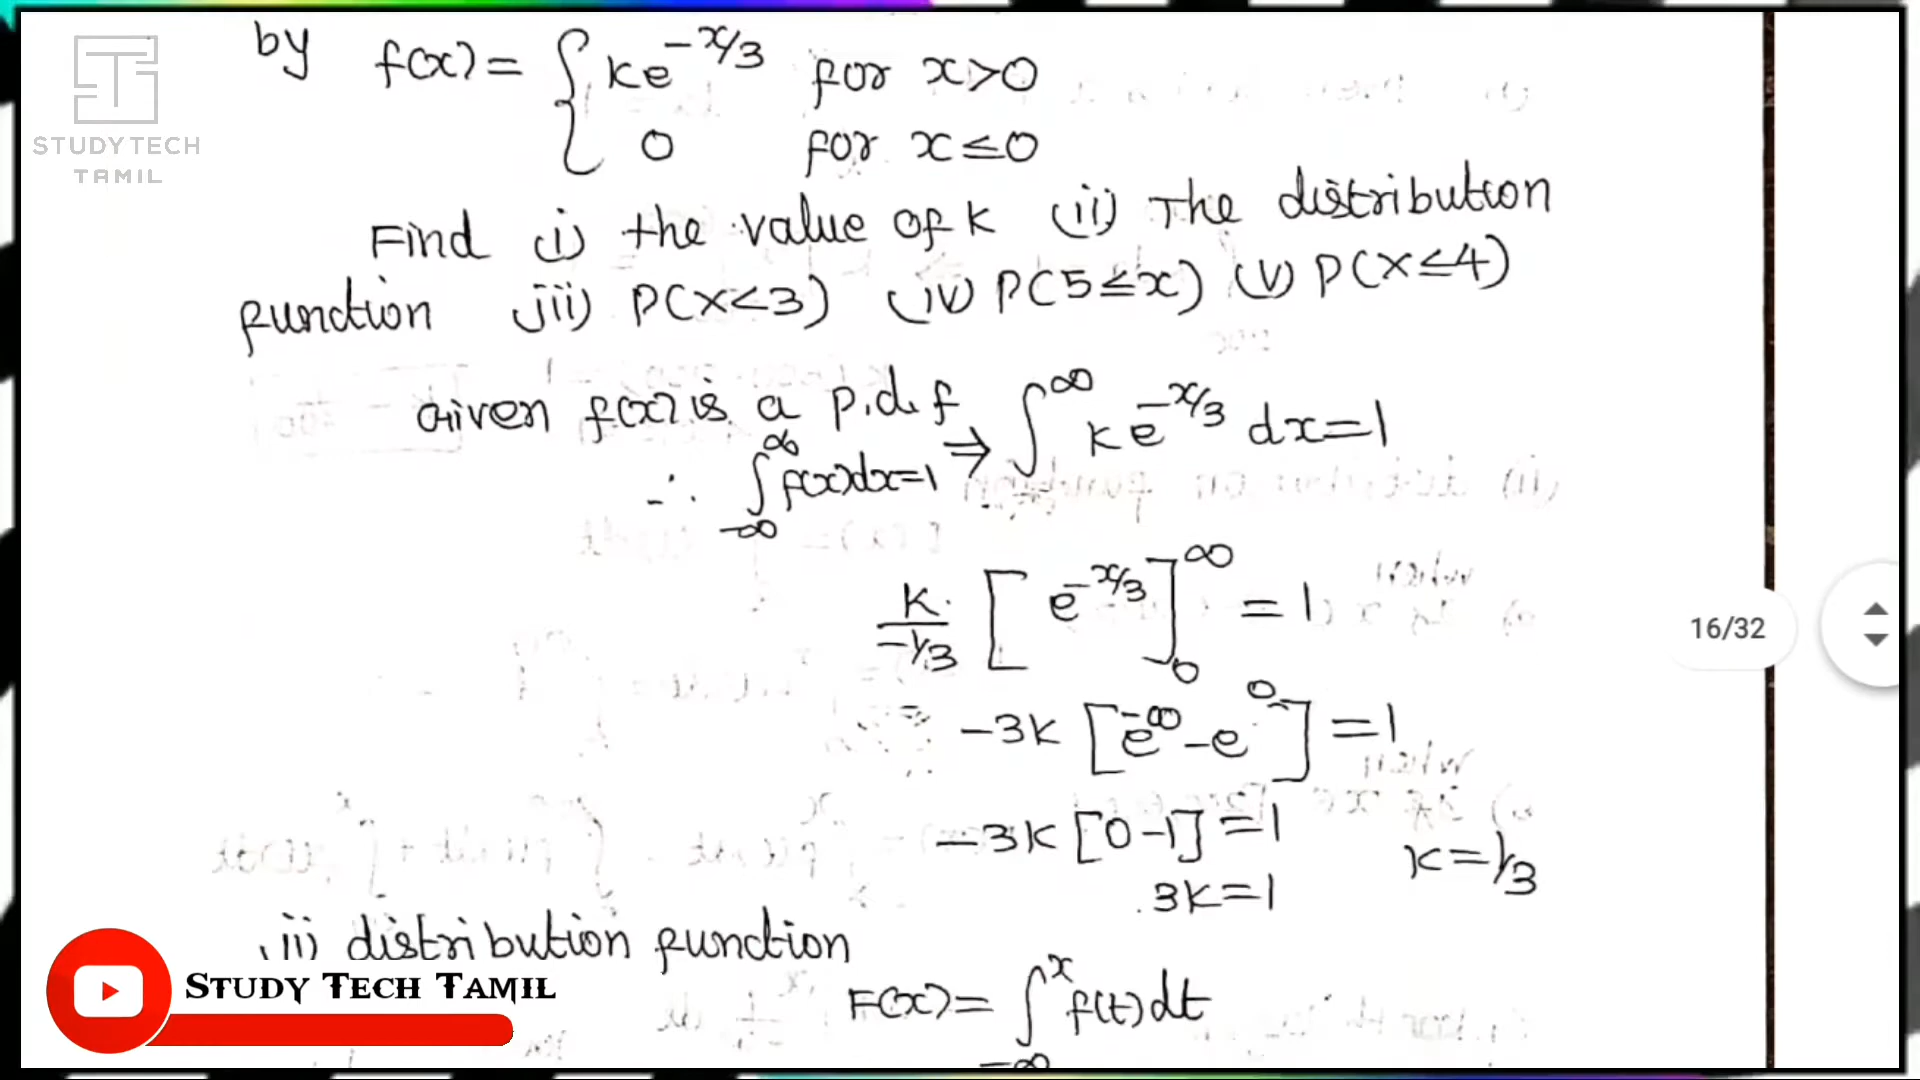 by f(x) = { ke^{-x/3} for x>0
0 for x≤0
STUDYTECH
TAMIL
Find (i) the value of k (ii) The distribution
function (iii) P(X<3) (iv) P(5≤x) (v) P(X≤4)
Given f(x) is a p.d.f ⇒ ∫^∞ ke^{-x/3} dx=1
∴ ∫_{-∞}^{∞} f(x)dx=1
k/(-1/3) [e^{-x/3}]_0^∞ = 1
16/32
-3k [e^{-∞} - e^0] = 1
-3k [0-1] = 1
3k=1
k=1/3
(ii) distribution function
STUDY TECH TAMIL
F(x) = ∫_{-∞}^x f(t)dt